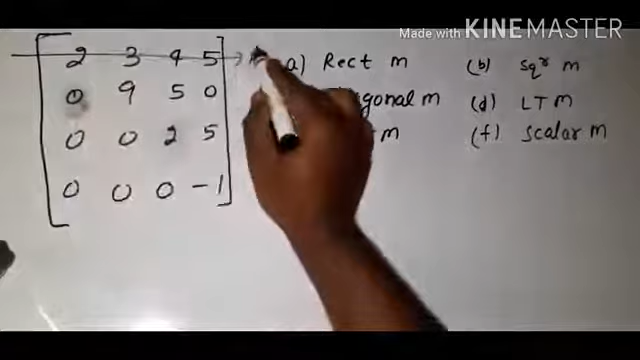 Made with KINEMASTER
2 3 4 5
0 9 5 0
0 0 2 5
0 0 0 -1
a) Rect m (b) Sqr m
gonal m (d) LTM
m (f) Scalar m